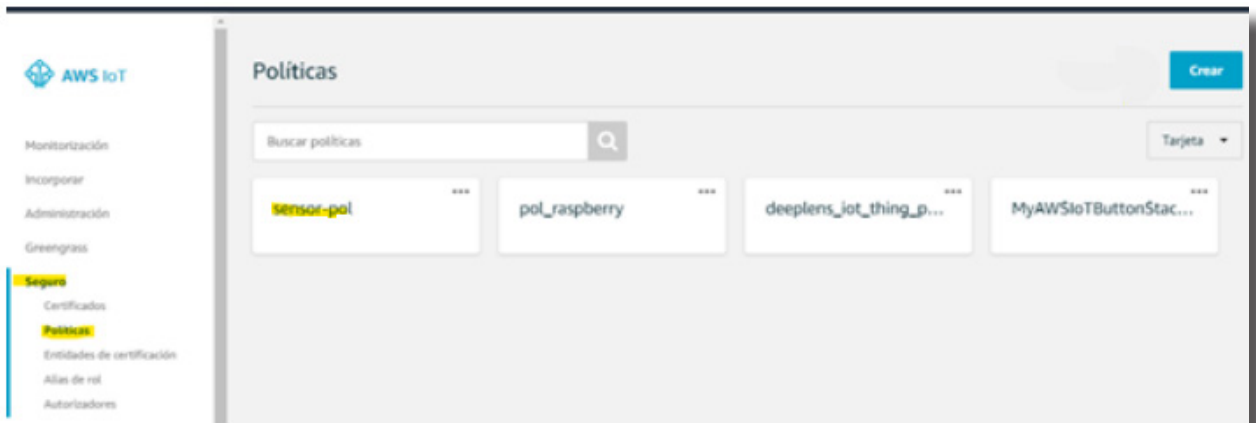 AWS IoT
Monitorización
Incorporar
Administración
Greengrass
Seguro
Certificados
Políticas
Entidades de certificación
Alias de rol
Autorizadores
Políticas
Crear
Buscar políticas
Tarjeta
sensor-pol
pol_raspberry
deeplens_iot_thing_p...
MyAWSIoTButtonStac...